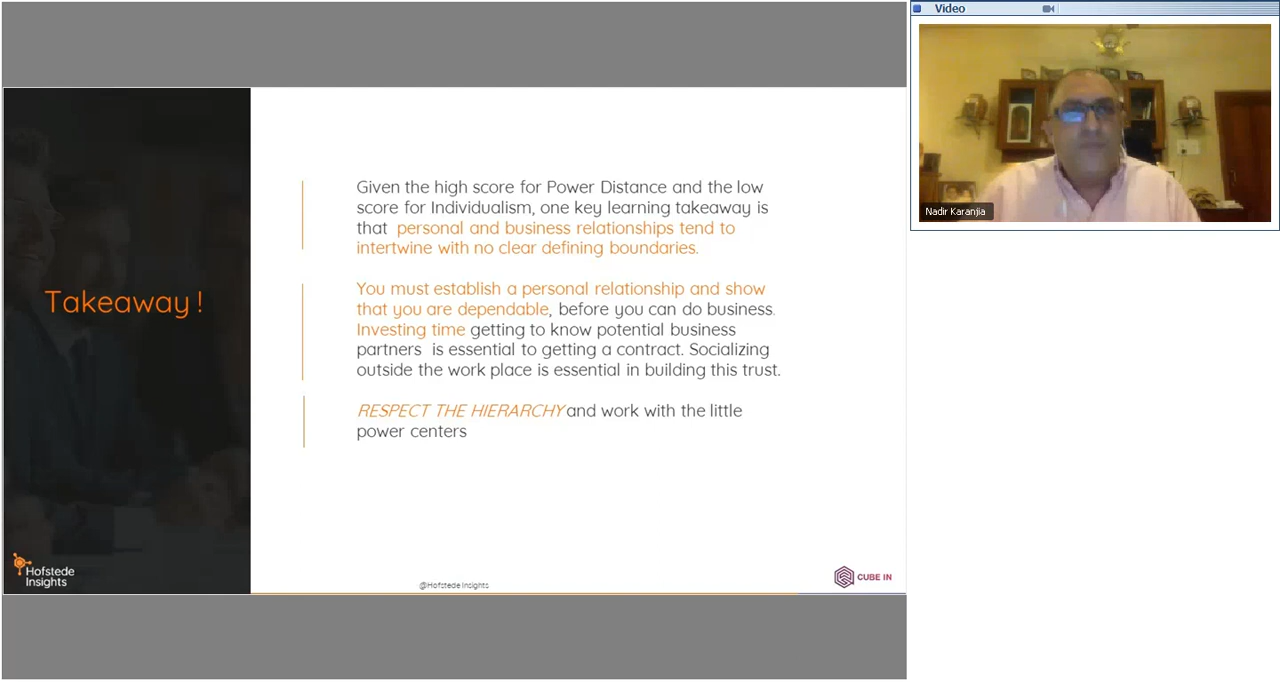 Video
Nadir Karanjia
Takeaway !
Given the high score for Power Distance and the low
score for Individualism, one key learning takeaway is
that personal and business relationships tend to
intertwine with no clear defining boundaries.
You must establish a personal relationship and show
that you are dependable, before you can do business.
Investing time getting to know potential business
partners is essential to getting a contract. Socializing
outside the work place is essential in building this trust.
RESPECT THE HIERARCHY and work with the little
power centers
Hofstede
Insights
@Hofstede Insights
CUBE IN